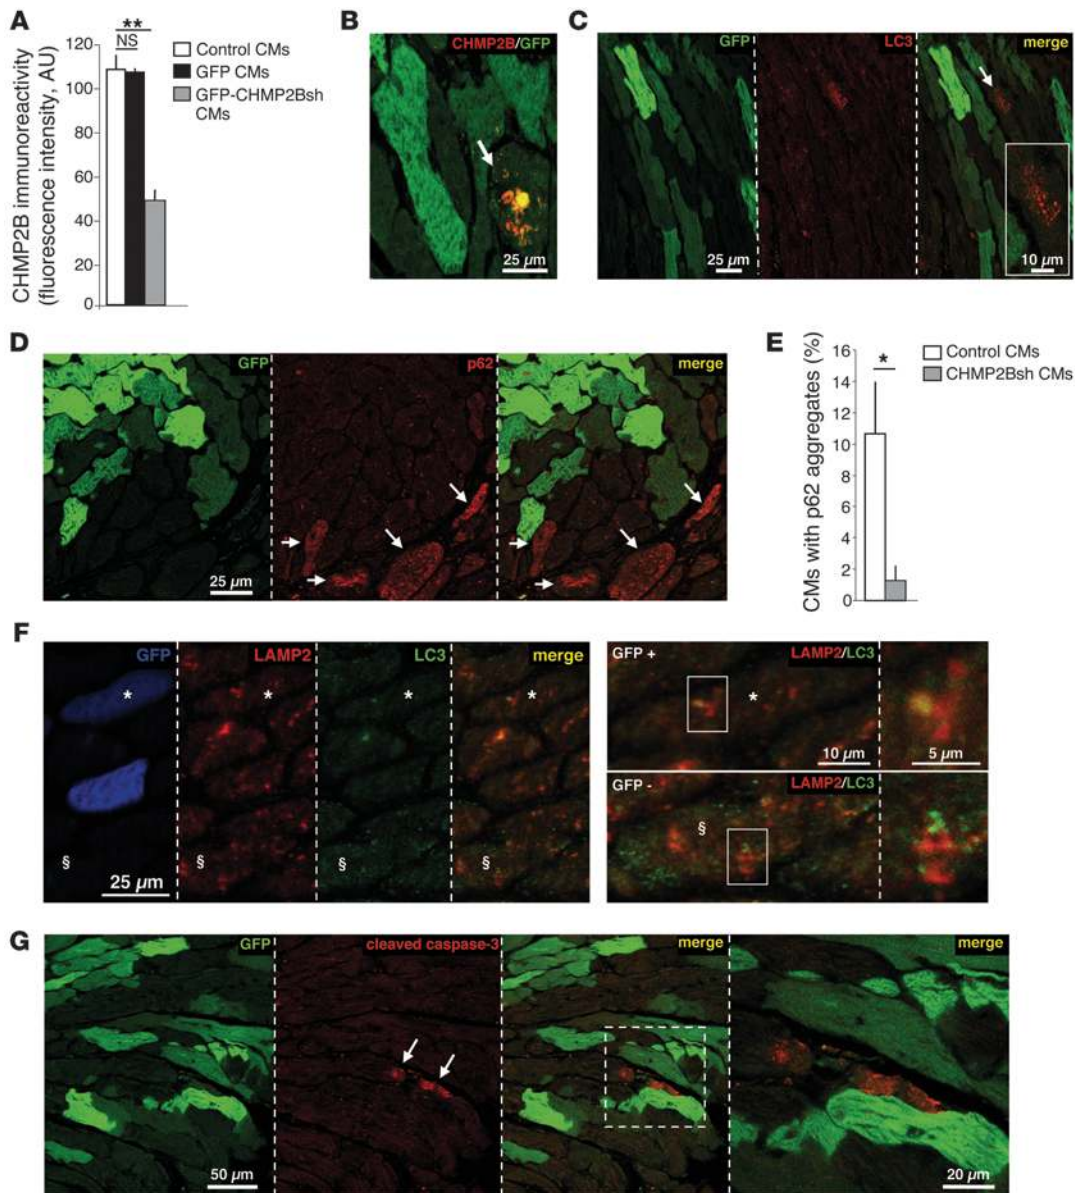 A
CHMP2B immunoreactivity
(fluorescence intensity, AU)
120
100
80
60
40
20
0
**
NS
Control CMs
GFP CMs
GFP-CHMP2Bsh
CMs
B
CHMP2B/GFP
25 µm
C
GFP
LC3
merge
25 µm
10 µm
D
GFP
p62
merge
25 µm
E
CMs with p62 aggregates (%)
16
14
12
10
8
6
4
2
0
*
Control CMs
CHMP2Bsh CMs
F
GFP
LAMP2
LC3
merge
* * * *
§ § § §
25 µm
GFP +
LAMP2/LC3
*
10 µm
5 µm
GFP -
LAMP2/LC3
§
G
GFP
cleaved caspase-3
merge
merge
50 µm
20 µm